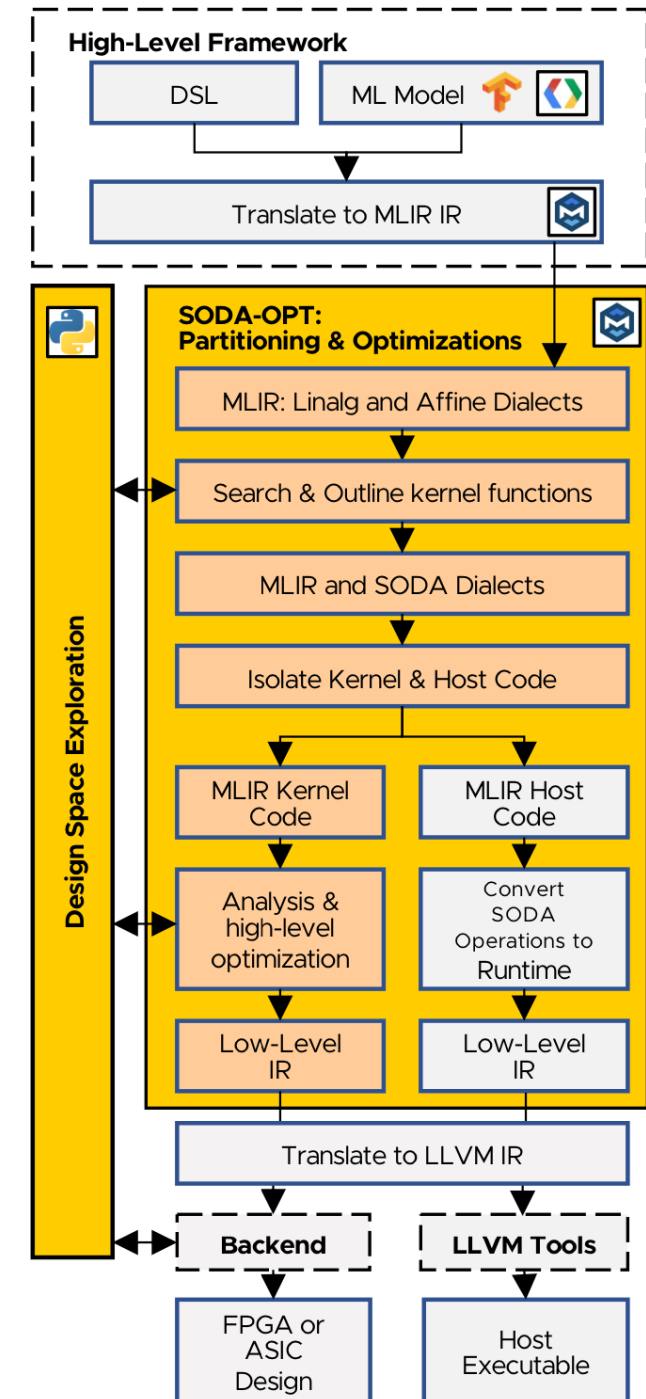 High-Level Framework
DSL
ML Model
Translate to MLIR IR
SODA-OPT:
Partitioning & Optimizations
MLIR: Linalg and Affine Dialects
Search & Outline kernel functions
MLIR and SODA Dialects
Isolate Kernel & Host Code
Design Space Exploration
MLIR Kernel
Code
MLIR Host
Code
Analysis &
high-level
optimization
Convert
SODA
Operations to
Runtime
Low-Level
IR
Low-Level
IR
Translate to LLVM IR
Backend
LLVM Tools
FPGA or
ASIC
Design
Host
Executable